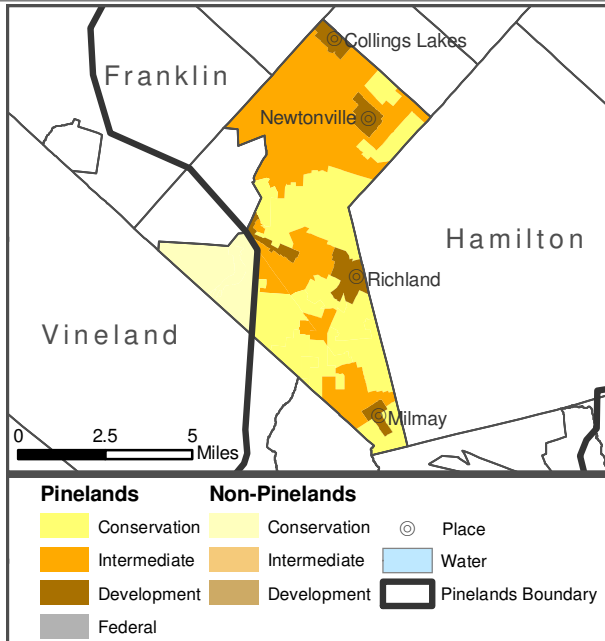 Collings Lakes
Franklin
Newtonville
Hamilton
Richland
Vineland
Milmay
0 2.5 5
Miles
Pinelands Non-Pinelands
Conservation Conservation Place
Intermediate Intermediate Water
Development Development Pinelands Boundary
Federal